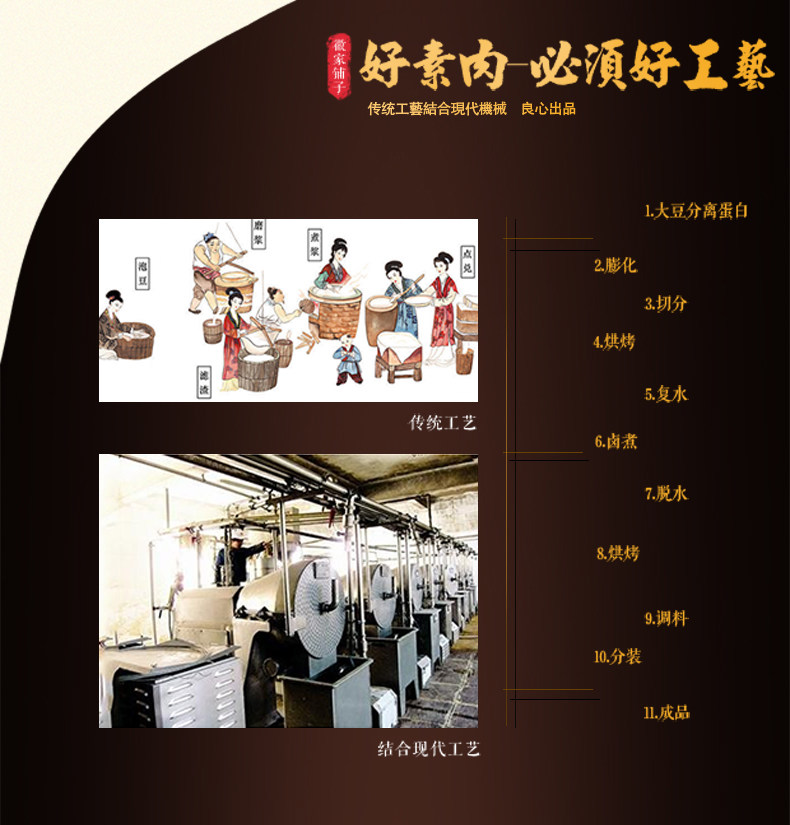 徽家铺子
好素肉-必須好工藝
传统工藝結合現代機械 良心出品
磨浆
煮浆
点兑
泡豆
滤渣
传统工艺
结合现代工艺
1.大豆分离蛋白
2.膨化
3.切分
4.烘烤
5.复水
6.卤煮
7.脱水
8.烘烤
9.调料
10.分装
11.成品